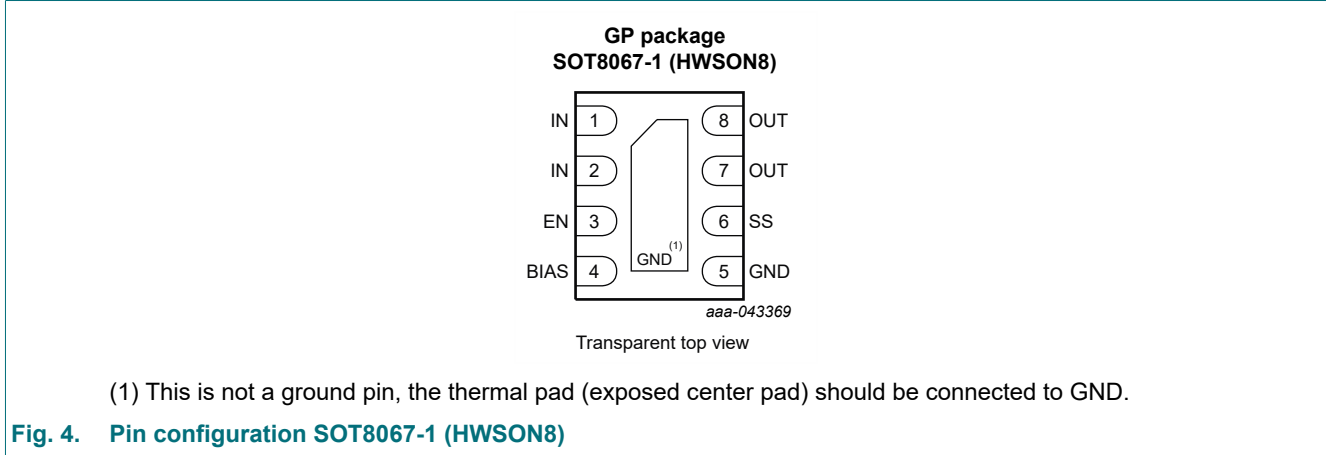 GP package
SOT8067-1 (HWSON8)
IN 1 8 OUT
IN 2 7 OUT
EN 3 6 SS
BIAS 4 GND(1) 5 GND
aaa-043369
Transparent top view
(1) This is not a ground pin, the thermal pad (exposed center pad) should be connected to GND.
Fig. 4. Pin configuration SOT8067-1 (HWSON8)